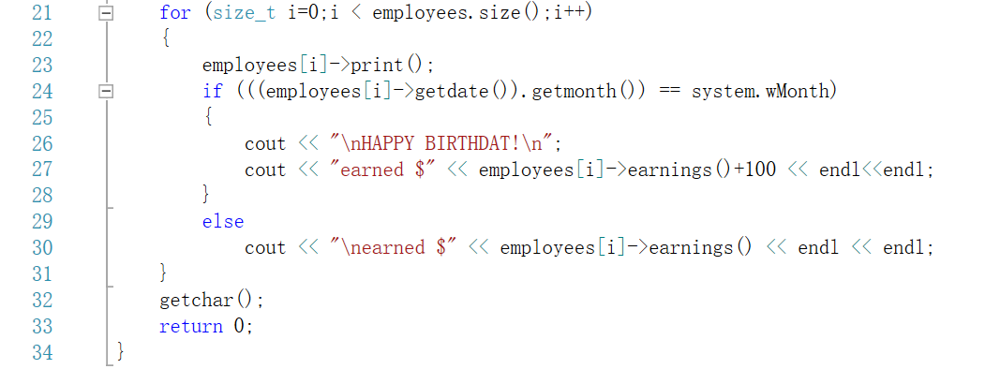 21 for (size_t i=0;i < employees.size();i++)
22 {
23 employees[i]->print();
24 if (((employees[i]->getdate()).getmonth()) == system.wMonth)
25 {
26 cout << "\nHAPPY BIRTHDAT!\n";
27 cout << "earned $" << employees[i]->earnings()+100 << endl<<endl;
28 }
29 else
30 cout << "\nearned $" << employees[i]->earnings() << endl << endl;
31 }
32 getchar();
33 return 0;
34 }